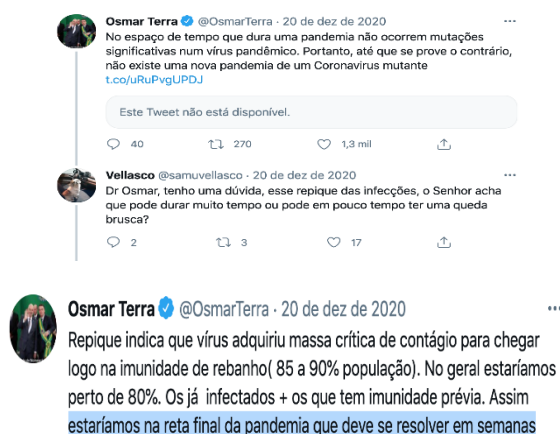 Osmar Terra @OsmarTerra · 20 de dez de 2020
No espaço de tempo que dura uma pandemia não ocorrem mutações
significativas num vírus pandêmico. Portanto, até que se prove o contrário,
não existe uma nova pandemia de um Coronavirus mutante
t.co/uRuPvgUPDJ
Este Tweet não está disponível.
40 270 1,3 mil
Vellasco @samuvellasco · 20 de dez de 2020
Dr Osmar, tenho uma dúvida, esse repique das infecções, o Senhor acha
que pode durar muito tempo ou pode em pouco tempo ter uma queda
brusca?
2 3 17
Osmar Terra @OsmarTerra · 20 de dez de 2020
Repique indica que vírus adquiriu massa crítica de contágio para chegar
logo na imunidade de rebanho( 85 a 90% população). No geral estaríamos
perto de 80%. Os já infectados + os que tem imunidade prévia. Assim
estaríamos na reta final da pandemia que deve se resolver em semanas